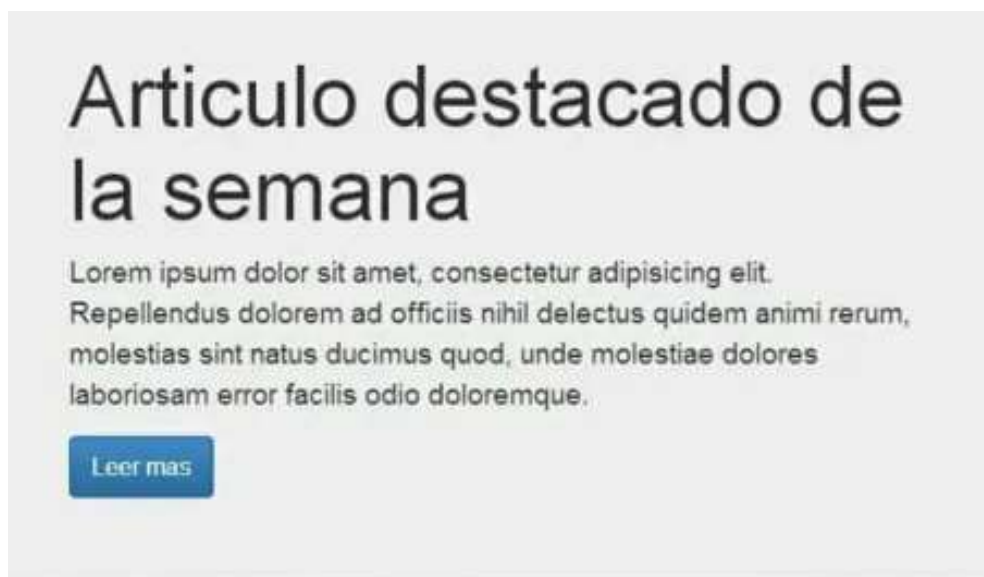 Articulo destacado de
la semana
Lorem ipsum dolor sit amet, consectetur adipisicing elit.
Repellendus dolorem ad officiis nihil delectus quidem animi rerum,
molestias sint natus ducimus quod, unde molestiae dolores
laboriosam error facilis odio doloremque.
Leer mas